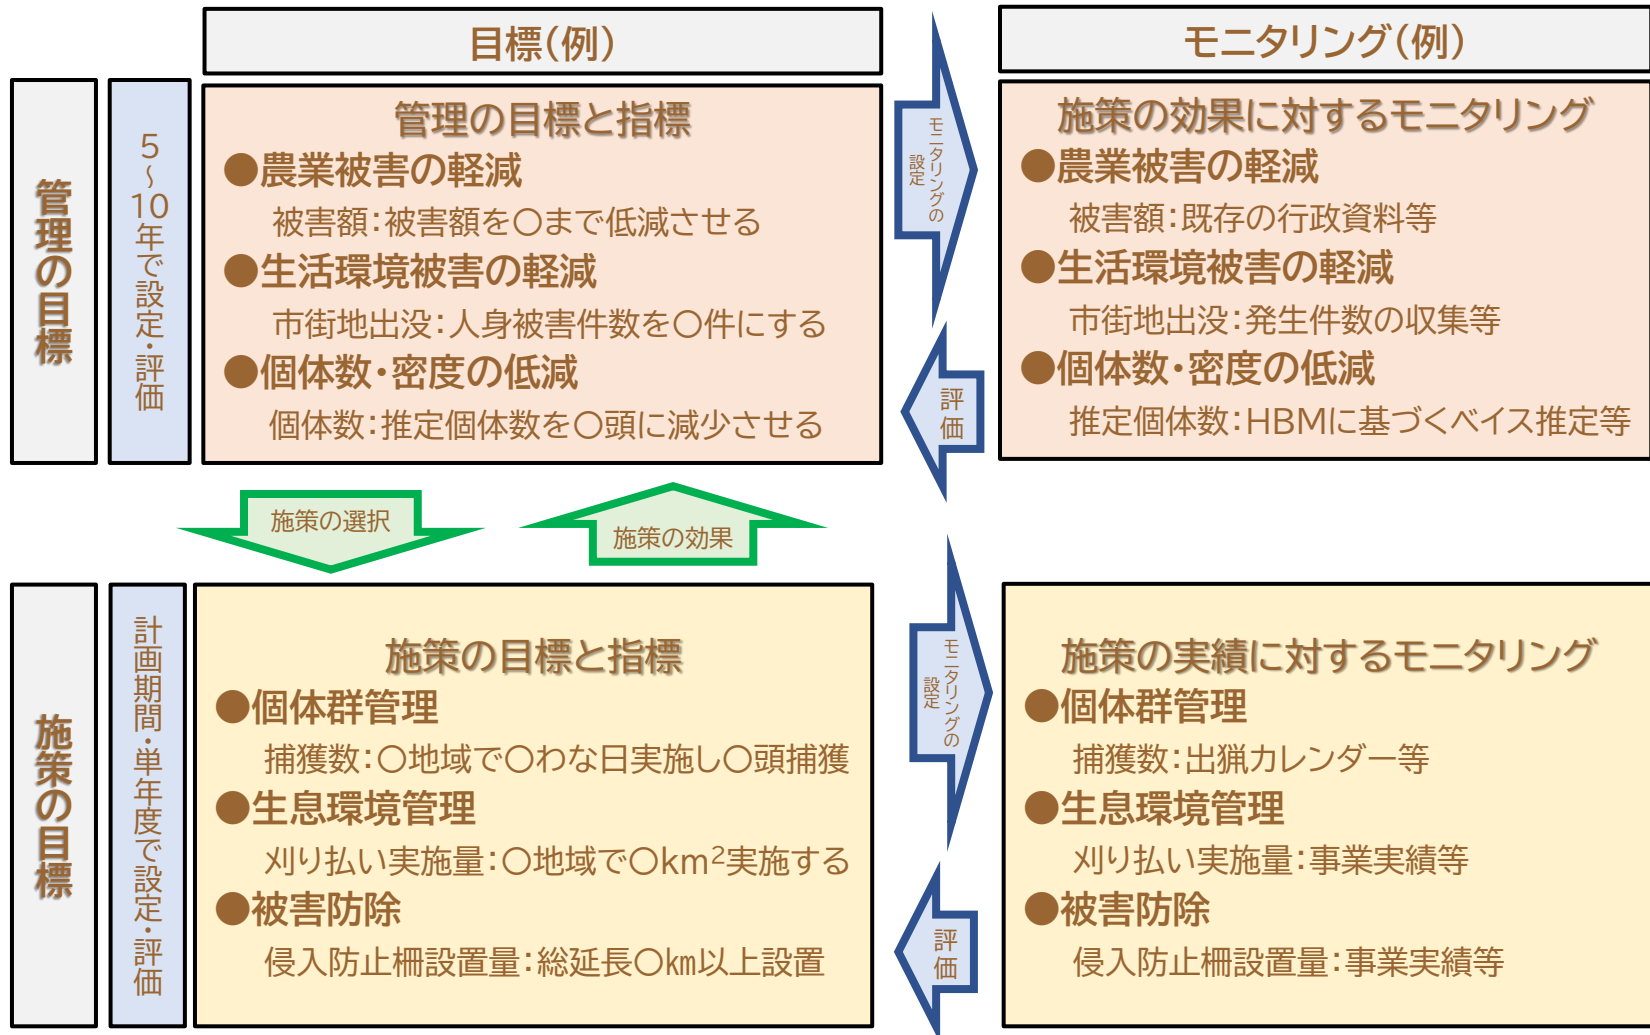 目標(例)
モニタリング(例)
管理の目標
5～10年で設定・評価
管理の目標と指標
●農業被害の軽減
被害額:被害額を〇まで低減させる
●生活環境被害の軽減
市街地出没:人身被害件数を〇件にする
●個体数・密度の低減
個体数:推定個体数を〇頭に減少させる
モニタリングの
設定
評価
施策の効果に対するモニタリング
●農業被害の軽減
被害額:既存の行政資料等
●生活環境被害の軽減
市街地出没:発生件数の収集等
●個体数・密度の低減
推定個体数:HBMに基づくベイス推定等
施策の選択
施策の効果
施策の目標
計画期間・単年度で設定・評価
施策の目標と指標
●個体群管理
捕獲数:〇地域で〇わな日実施し〇頭捕獲
●生息環境管理
刈り払い実施量:〇地域で〇km²実施する
●被害防除
侵入防止柵設置量:総延長〇㎞以上設置
モニタリングの
設定
評価
施策の実績に対するモニタリング
●個体群管理
捕獲数:出猟カレンダー等
●生息環境管理
刈り払い実施量:事業実績等
●被害防除
侵入防止柵設置量:事業実績等